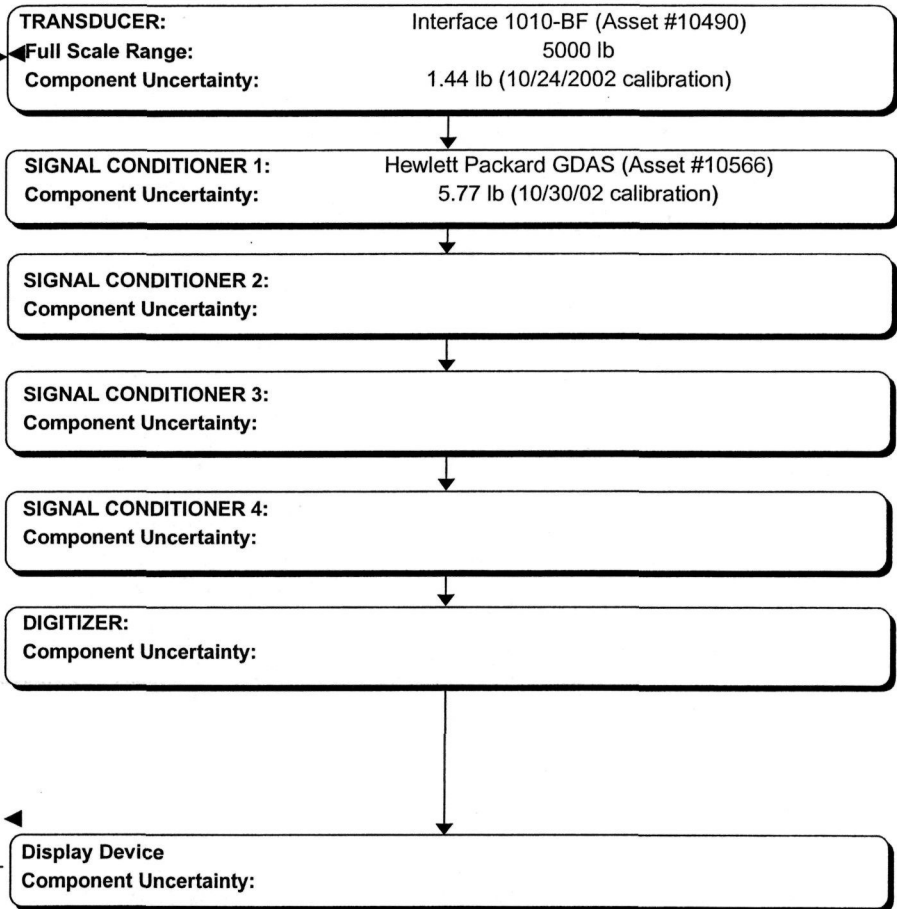 TRANSDUCER: Interface 1010-BF (Asset #10490)
Full Scale Range: 5000 lb
Component Uncertainty: 1.44 lb (10/24/2002 calibration)
SIGNAL CONDITIONER 1: Hewlett Packard GDAS (Asset #10566)
Component Uncertainty: 5.77 lb (10/30/02 calibration)
SIGNAL CONDITIONER 2:
Component Uncertainty:
SIGNAL CONDITIONER 3:
Component Uncertainty:
SIGNAL CONDITIONER 4:
Component Uncertainty:
DIGITIZER:
Component Uncertainty:
Display Device
Component Uncertainty: